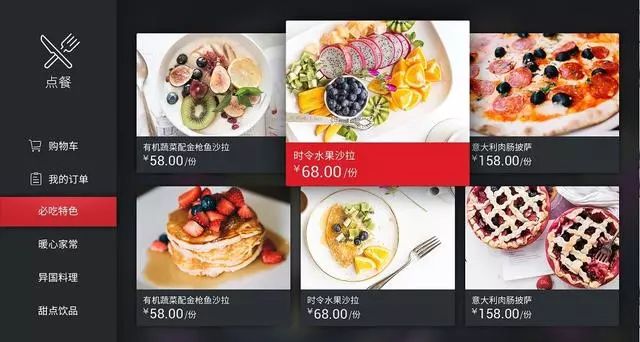 点餐
购物车
我的订单
必吃特色
暖心家常
异国料理
甜点饮品
有机蔬菜配金枪鱼沙拉
¥58.00/份
时令水果沙拉
¥68.00/份
意大利肉肠披萨
¥158.00/份
有机蔬菜配金枪鱼沙拉
¥58.00/份
时令水果沙拉
¥68.00/份
意大利肉肠披萨
¥158.00/份